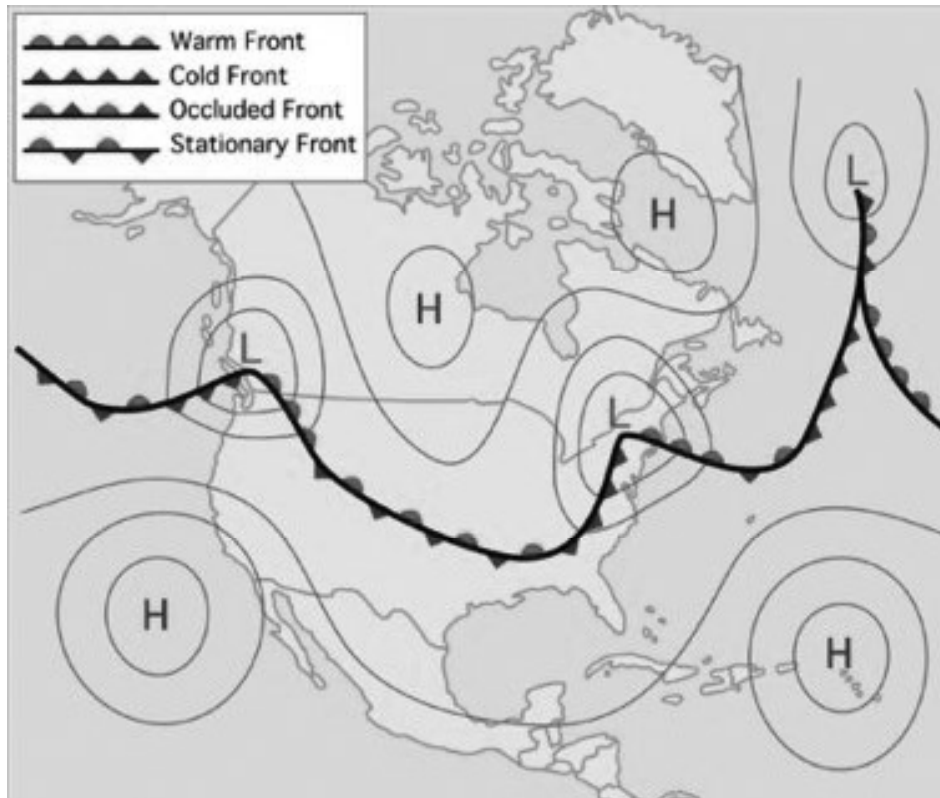 Warm Front
Cold Front
Occluded Front
Stationary Front
L
H
H
L
L
H
H